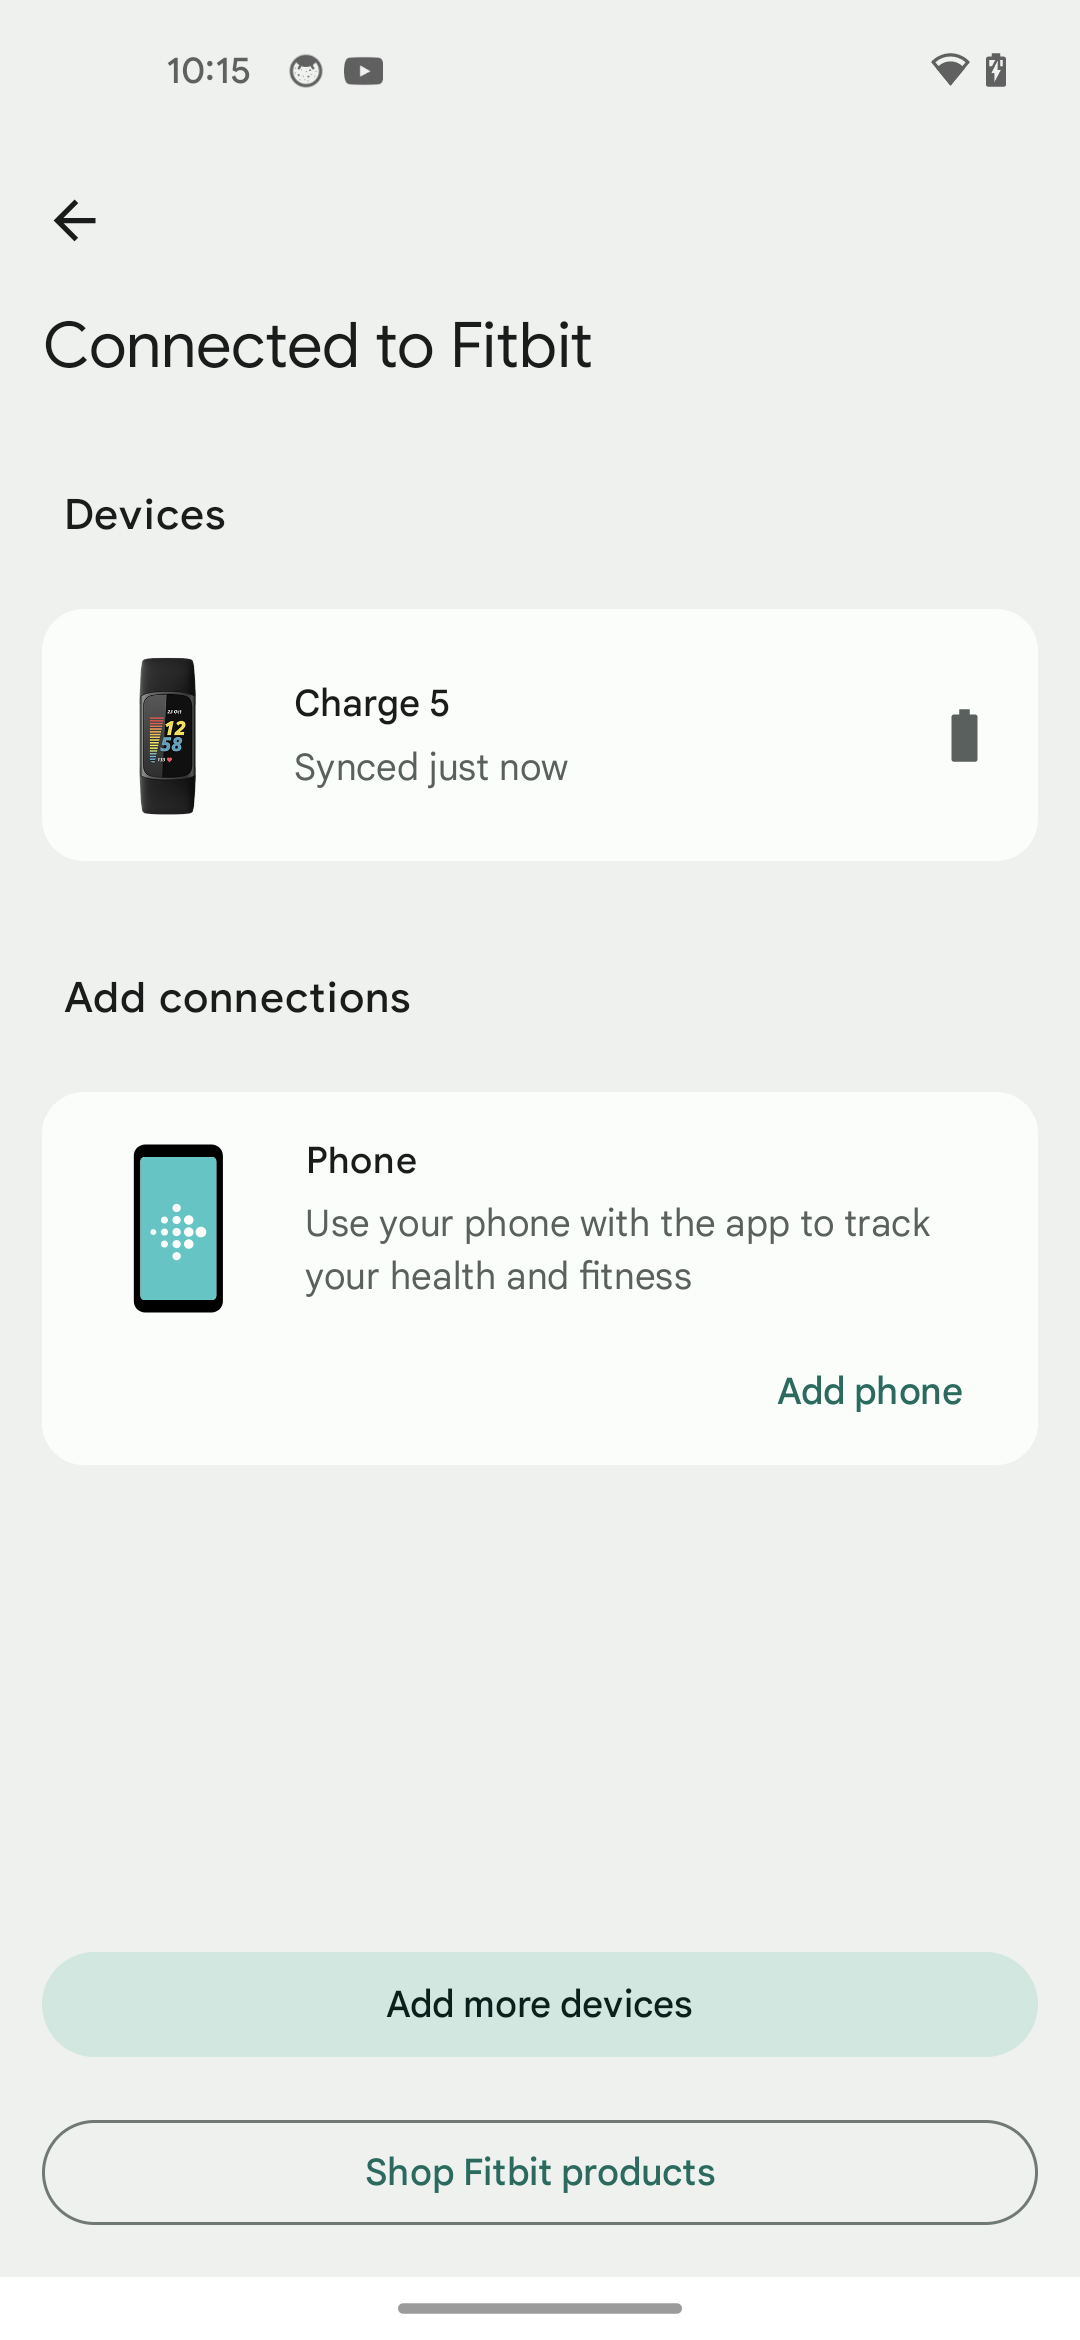 10:15
Connected to Fitbit
Devices
Charge 5
Synced just now
12
58
Add connections
Phone
Use your phone with the app to track
your health and fitness
Add phone
Add more devices
Shop Fitbit products